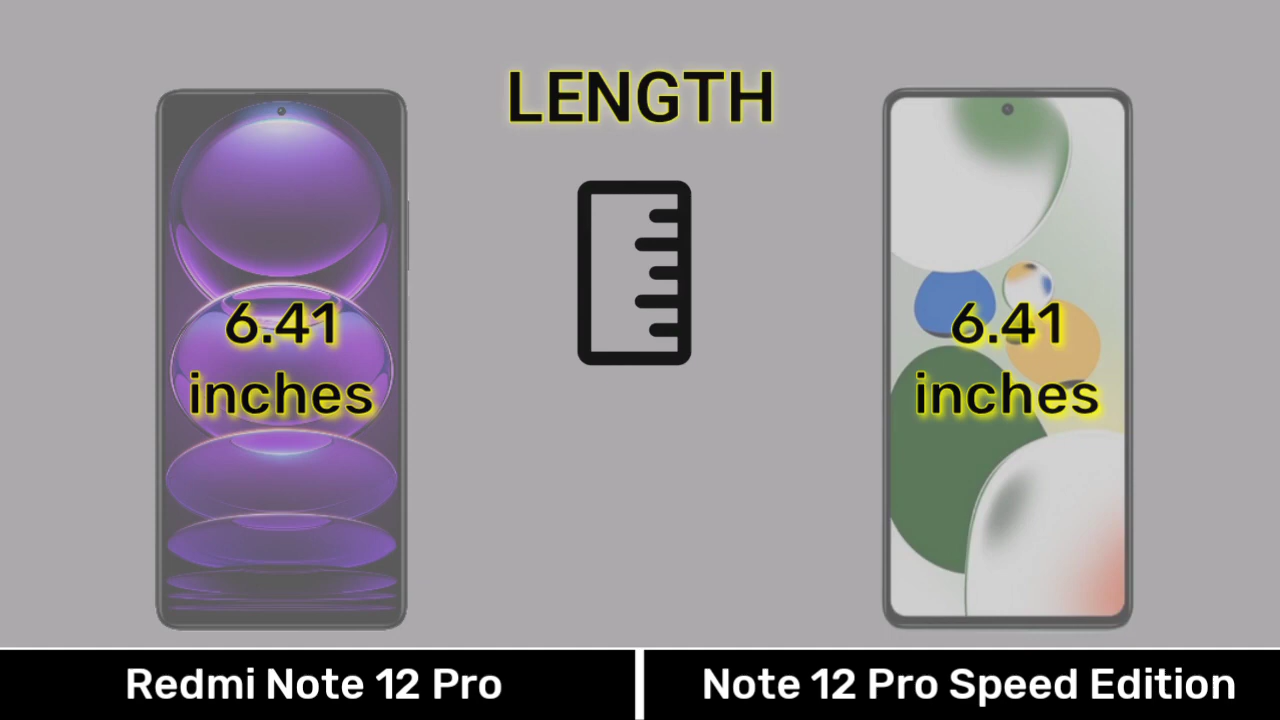 LENGTH
6.41
inches
6.41
inches
Redmi Note 12 Pro
Note 12 Pro Speed Edition